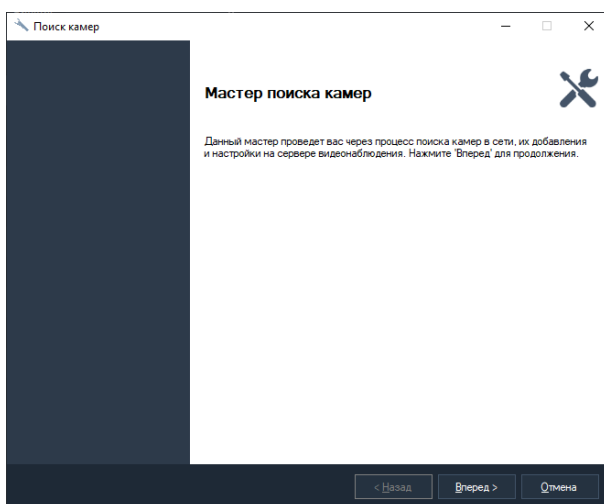 Поиск камер
Мастер поиска камер
Данный мастер проведет вас через процесс поиска камер в сети, их добавления
и настройки на сервере видеонаблюдения. Нажмите 'Вперед' для продолжения.
< Назад
Вперед >
Отмена